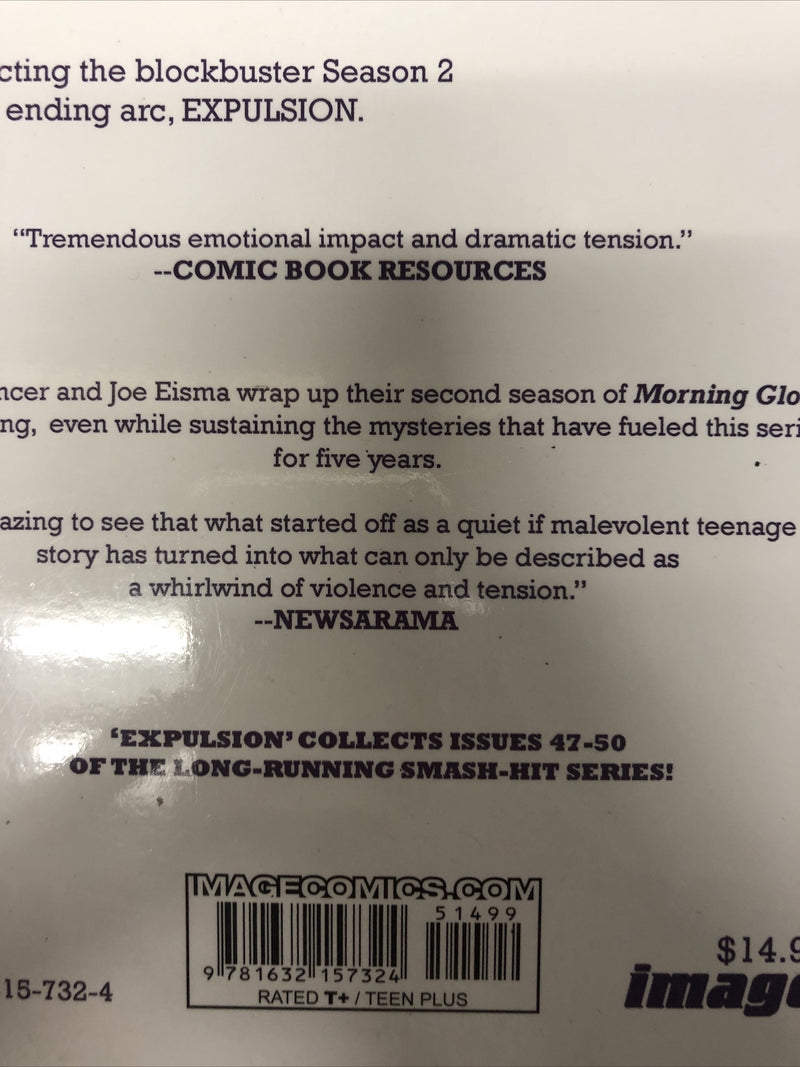 cting the blockbuster Season 2
ending arc, EXPULSION.
“Tremendous emotional impact and dramatic tension.”
--COMIC BOOK RESOURCES
ncer and Joe Eisma wrap up their second season of Morning Glo
ng, even while sustaining the mysteries that have fueled this seri
for five years.
azing to see that what started off as a quiet if malevolent teenage
story has turned into what can only be described as
a whirlwind of violence and tension.”
--NEWSARAMA
‘EXPULSION’ COLLECTS ISSUES 47-50
OF THE LONG-RUNNING SMASH-HIT SERIES!
IMAGECOMICS.COM
51499
9 781632 157324
RATED T+ / TEEN PLUS
15-732-4
$14.9
image